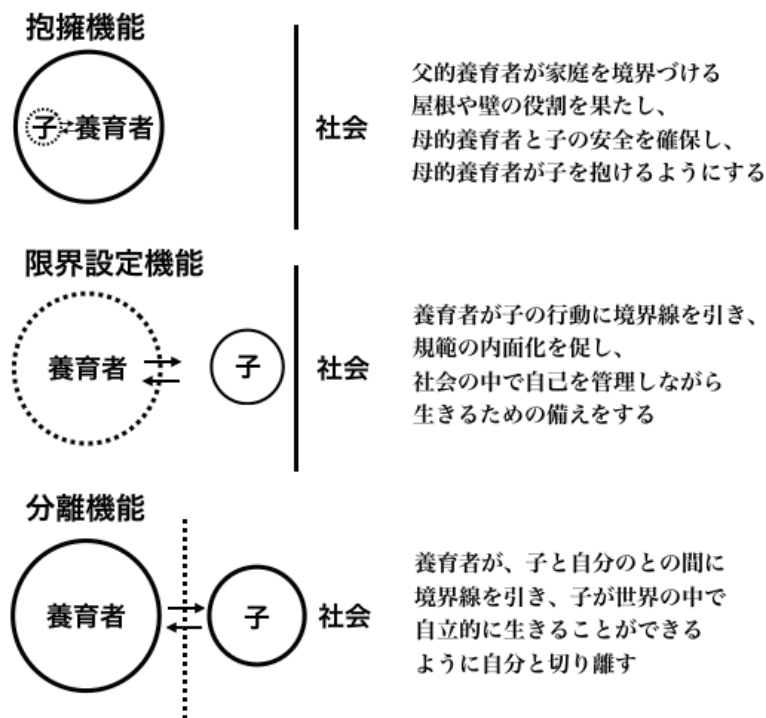 抱擁機能
子
養育者
社会
父的養育者が家庭を境界づける
屋根や壁の役割を果たし、
母的養育者と子の安全を確保し、
母的養育者が子を抱けるようにする
限界設定機能
養育者
子
社会
養育者が子の行動に境界線を引き、
規範の内面化を促し、
社会の中で自己を管理しながら
生きるための備えをする
分離機能
養育者
子
社会
養育者が、子と自分のとの間に
境界線を引き、子が世界の中で
自立的に生きることができる
ように自分と切り離す